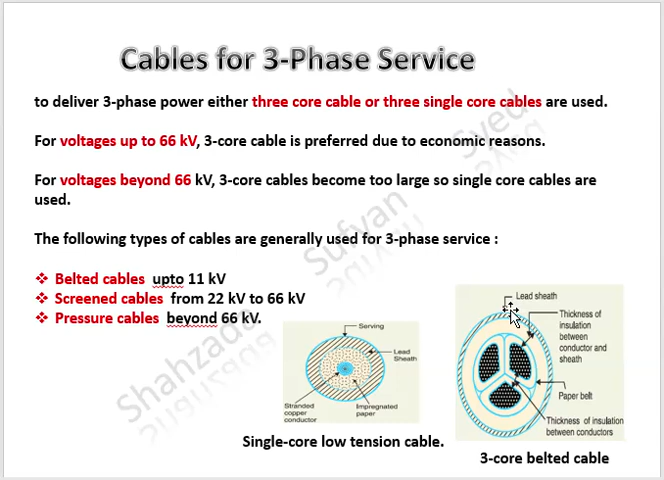 Cables for 3-Phase Service
to deliver 3-phase power either three core cable or three single core cables are used.
For voltages up to 66 kV, 3-core cable is preferred due to economic reasons.
For voltages beyond 66 kV, 3-core cables become too large so single core cables are
used.
The following types of cables are generally used for 3-phase service :
❖ Belted cables upto 11 kV
❖ Screened cables from 22 kV to 66 kV
❖ Pressure cables beyond 66 kV.
Serving
Lead
Sheath
Stranded
copper
conductor
Impregnated
paper
Single-core low tension cable.
Lead sheath
Thickness of
insulation
between
conductor and
sheath
Paper belt
Thickness of insulation
between conductors
3-core belted cable
Syed
Sufyan
Shahzada